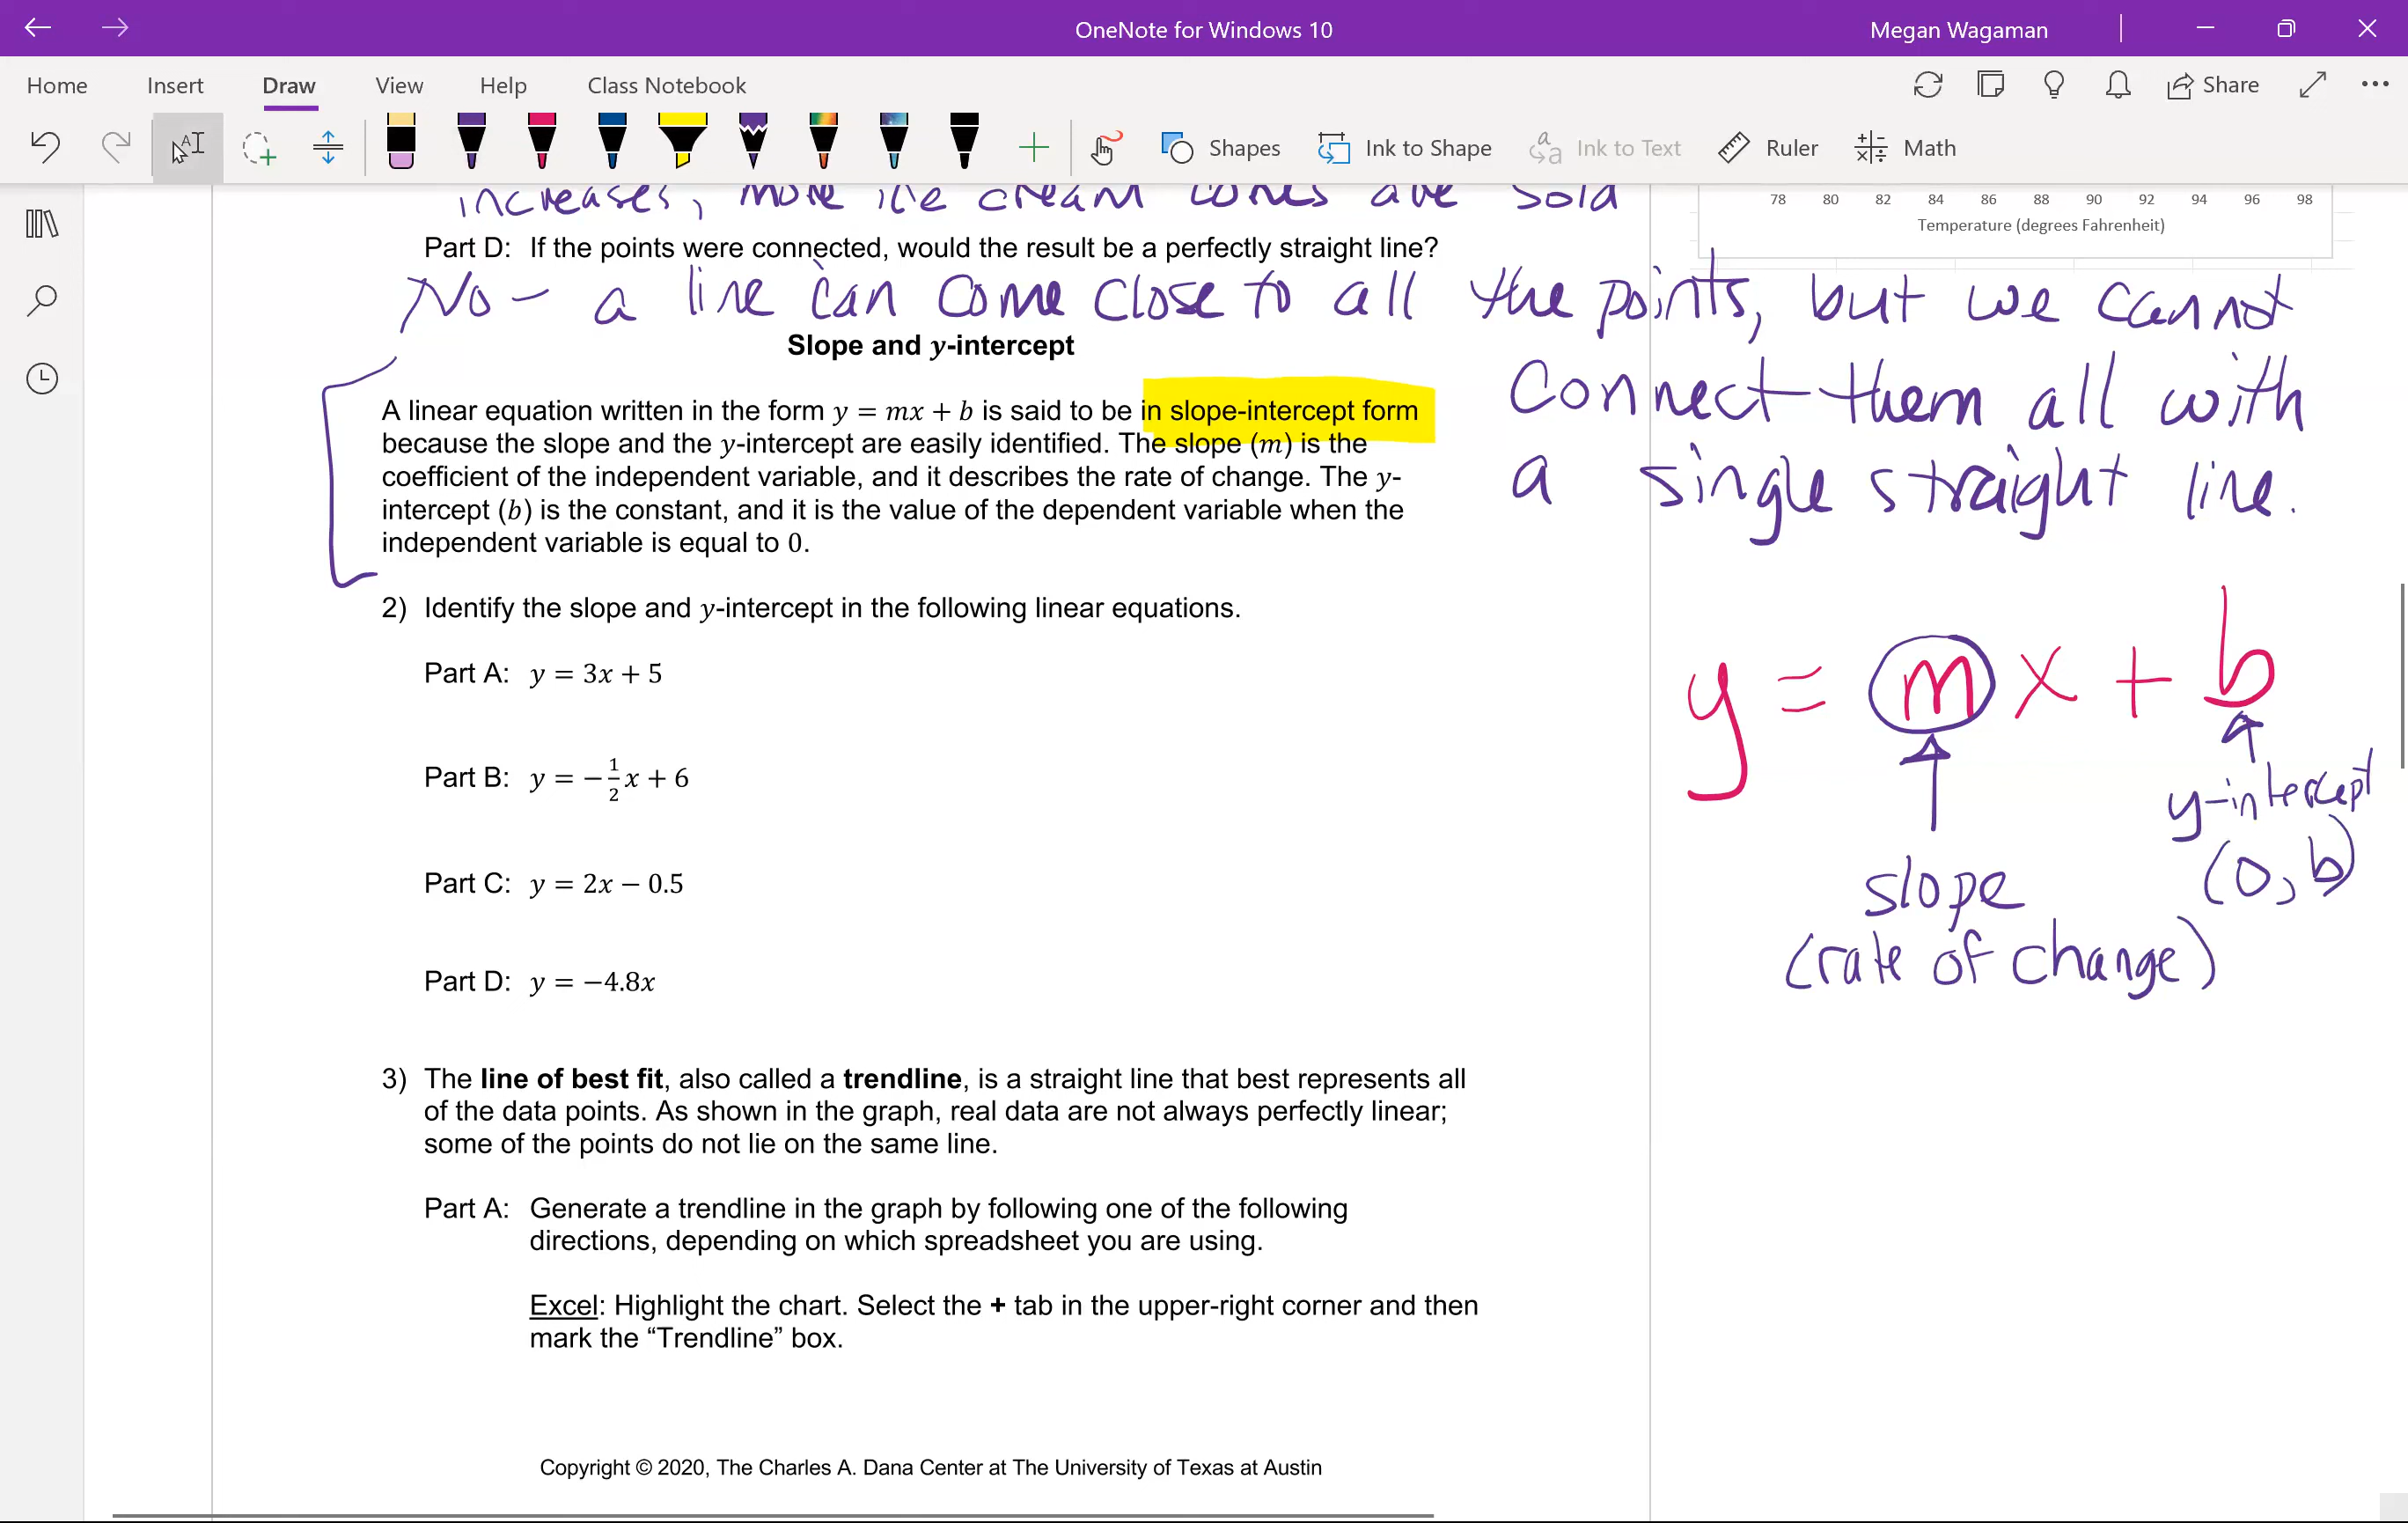 OneNote for Windows 10
Megan Wagaman
Home Insert Draw View Help Class Notebook
Share
Shapes Ink to Shape Ink to Text Ruler Math
increases, more ice cream cones are sold
78 80 82 84 86 88 90 92 94 96 98
Temperature (degrees Fahrenheit)
Part D: If the points were connected, would the result be a perfectly straight line?
No - a line can come close to all the points, but we cannot
connect them all with
a single straight line.
Slope and y-intercept
A linear equation written in the form y = mx + b is said to be in slope-intercept form
because the slope and the y-intercept are easily identified. The slope (m) is the
coefficient of the independent variable, and it describes the rate of change. The y-
intercept (b) is the constant, and it is the value of the dependent variable when the
independent variable is equal to 0.
y = mx + b
y-intercept
(0, b)
slope
(rate of change)
2) Identify the slope and y-intercept in the following linear equations.
Part A: y = 3x + 5
Part B: y = −1/2x + 6
Part C: y = 2x − 0.5
Part D: y = −4.8x
3) The line of best fit, also called a trendline, is a straight line that best represents all
of the data points. As shown in the graph, real data are not always perfectly linear;
some of the points do not lie on the same line.
Part A: Generate a trendline in the graph by following one of the following
directions, depending on which spreadsheet you are using.
Excel: Highlight the chart. Select the + tab in the upper-right corner and then
mark the “Trendline” box.
Copyright © 2020, The Charles A. Dana Center at The University of Texas at Austin